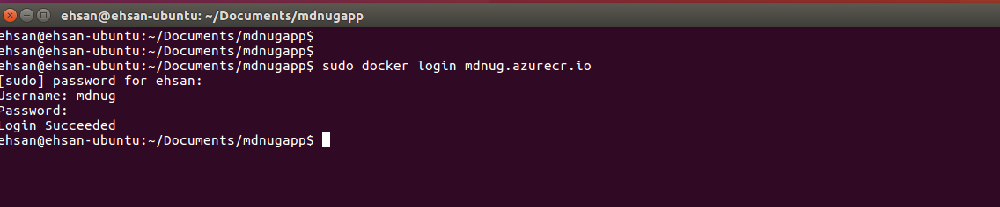 ehsan@ehsan-ubuntu: ~/Documents/mdnugapp
ehsan@ehsan-ubuntu:~/Documents/mdnugapp$
ehsan@ehsan-ubuntu:~/Documents/mdnugapp$
ehsan@ehsan-ubuntu:~/Documents/mdnugapp$ sudo docker login mdnug.azurecr.io
[sudo] password for ehsan:
Username: mdnug
Password:
Login Succeeded
ehsan@ehsan-ubuntu:~/Documents/mdnugapp$